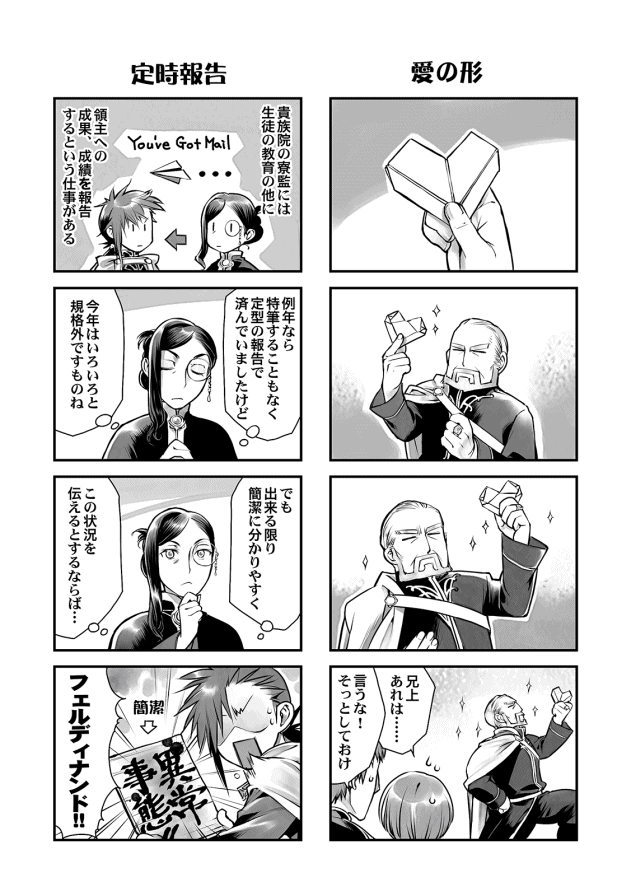 愛の形
兄上
あれは……
言うな！
そっとしておけ
定時報告
貴族院の寮監には
生徒の教育の他に
You've Got Mail
領主への
成果、成績を報告
するという仕事がある
例年なら
特筆することもなく
定型の報告で
済んでいましたけど
今年はいろいろと
規格外ですものね
でも
出来る限り
簡潔に分かりやすく
この状況を
伝えるとするならば…
簡潔
異常
事態
フェルディナンド!!